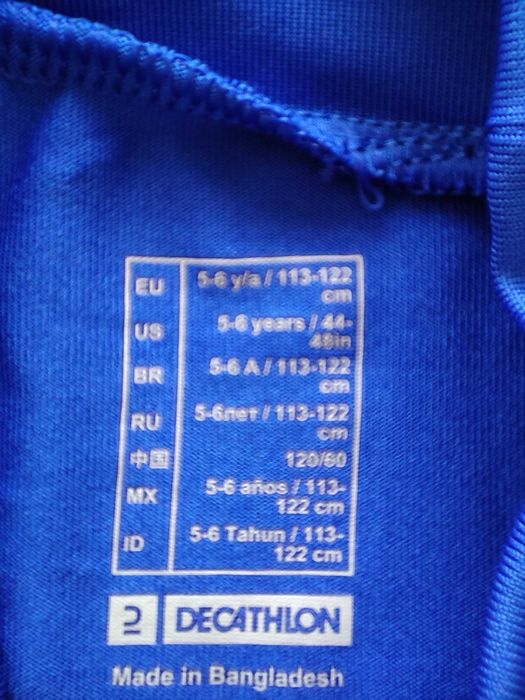 EU 5-6 y/a / 113-122
cm
US 5-6 years / 44-
48in
BR 5-6 A / 113-122
cm
RU 5-6лет / 113-122
cm
中国 120/60
MX 5-6 años / 113-
122 cm
ID 5-6 Tahun / 113-
122 cm
DECATHLON
Made in Bangladesh